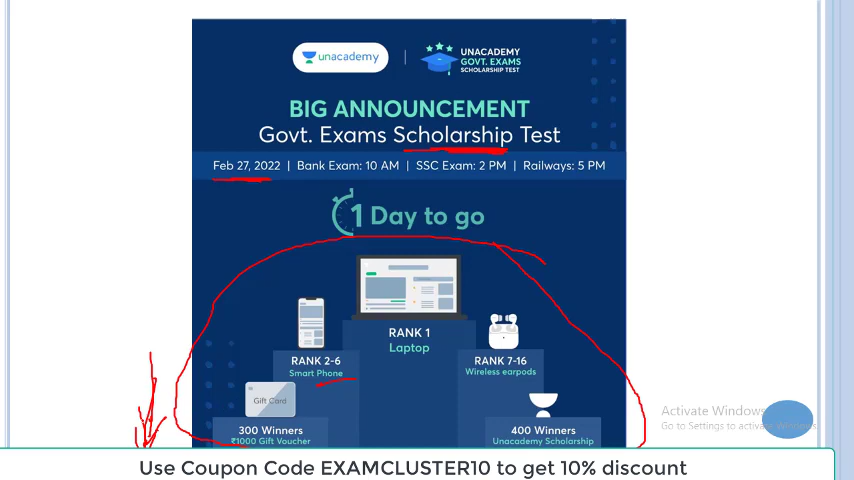 unacademy
UNACADEMY
GOVT. EXAMS
SCHOLARSHIP TEST
BIG ANNOUNCEMENT
Govt. Exams Scholarship Test
Feb 27, 2022 | Bank Exam: 10 AM | SSC Exam: 2 PM | Railways: 5 PM
1 Day to go
RANK 1
Laptop
RANK 2-6
Smart Phone
RANK 7-16
Wireless earpods
Gift Card
300 Winners
₹1000 Gift Voucher
400 Winners
Unacademy Scholarship
Activate Windows
Go to Settings to activate Windows
Use Coupon Code EXAMCLUSTER10 to get 10% discount